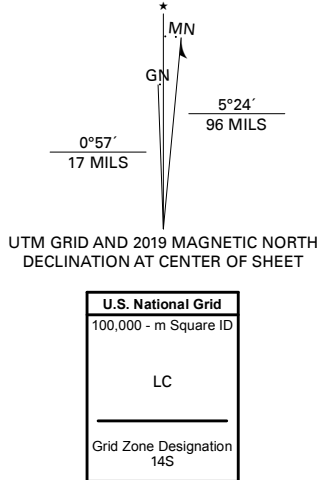 MN
GN
5°24´
96 MILS
0°57´
17 MILS
UTM GRID AND 2019 MAGNETIC NORTH
DECLINATION AT CENTER OF SHEET
U.S. National Grid
100,000 - m Square ID
LC
Grid Zone Designation
14S